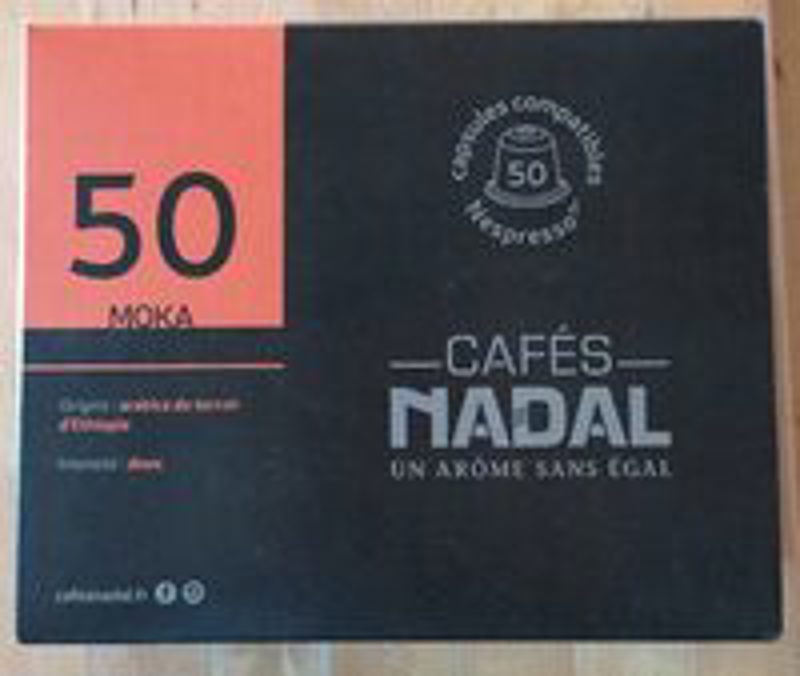 50
MOKA
Origine : arabica de terroir
d'Ethiopie
Intensité : doux
cafesnadal.fr
capsules compatibles
50
Nespresso
CAFÉS
NADAL
UN ARÔME SANS ÉGAL